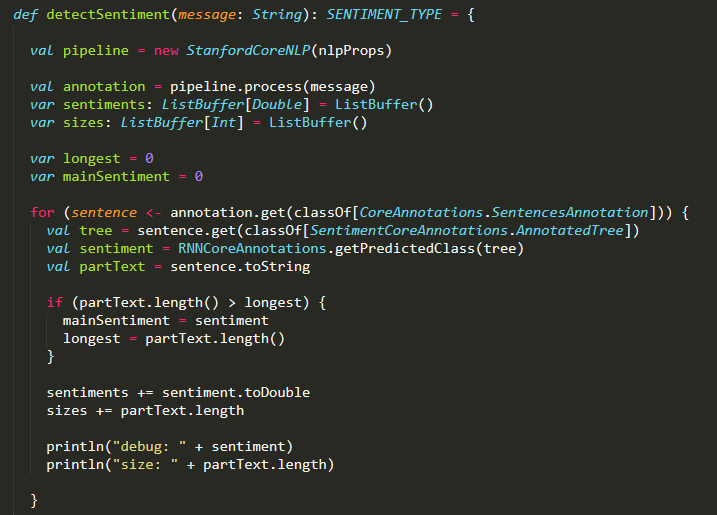 def detectSentiment(message: String): SENTIMENT_TYPE = {
val pipeline = new StanfordCoreNLP(nlpProps)
val annotation = pipeline.process(message)
var sentiments: ListBuffer[Double] = ListBuffer()
var sizes: ListBuffer[Int] = ListBuffer()
var longest = 0
var mainSentiment = 0
for (sentence <- annotation.get(classOf[CoreAnnotations.SentencesAnnotation])) {
val tree = sentence.get(classOf[SentimentCoreAnnotations.AnnotatedTree])
val sentiment = RNNCoreAnnotations.getPredictedClass(tree)
val partText = sentence.toString
if (partText.length() > longest) {
mainSentiment = sentiment
longest = partText.length()
}
sentiments += sentiment.toDouble
sizes += partText.length
println("debug: " + sentiment)
println("size: " + partText.length)
}